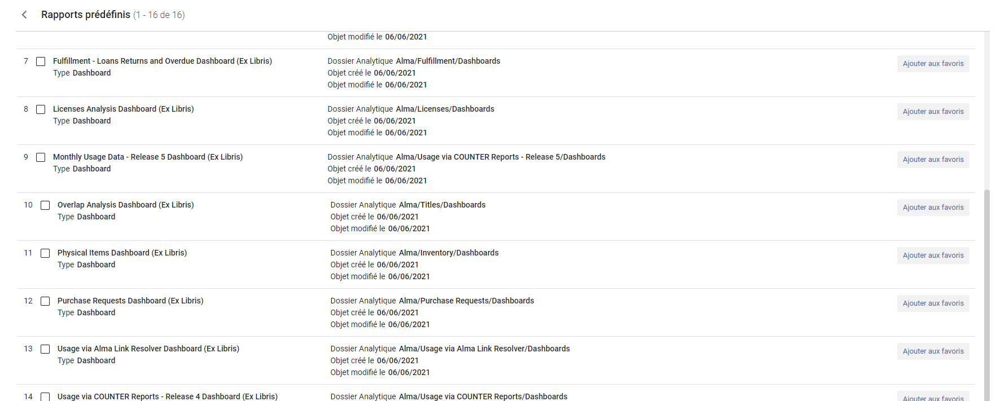 Rapports prédéfinis (1 - 16 de 16)
Objet modifié le 06/06/2021
7 Fulfillment - Loans Returns and Overdue Dashboard (Ex Libris) Dossier Analytique Alma/Fulfillment/Dashboards Ajouter aux favoris
Type Dashboard Objet créé le 06/06/2021
Objet modifié le 06/06/2021
8 Licenses Analysis Dashboard (Ex Libris) Dossier Analytique Alma/Licenses/Dashboards Ajouter aux favoris
Type Dashboard Objet créé le 06/06/2021
Objet modifié le 06/06/2021
9 Monthly Usage Data - Release 5 Dashboard (Ex Libris) Dossier Analytique Alma/Usage via COUNTER Reports - Release 5/Dashboards Ajouter aux favoris
Type Dashboard Objet créé le 06/06/2021
Objet modifié le 06/06/2021
10 Overlap Analysis Dashboard (Ex Libris) Dossier Analytique Alma/Titles/Dashboards Ajouter aux favoris
Type Dashboard Objet créé le 06/06/2021
Objet modifié le 06/06/2021
11 Physical Items Dashboard (Ex Libris) Dossier Analytique Alma/Inventory/Dashboards Ajouter aux favoris
Type Dashboard Objet créé le 06/06/2021
Objet modifié le 06/06/2021
12 Purchase Requests Dashboard (Ex Libris) Dossier Analytique Alma/Purchase Requests/Dashboards Ajouter aux favoris
Type Dashboard Objet créé le 06/06/2021
Objet modifié le 06/06/2021
13 Usage via Alma Link Resolver Dashboard (Ex Libris) Dossier Analytique Alma/Usage via Alma Link Resolver/Dashboards Ajouter aux favoris
Type Dashboard Objet créé le 06/06/2021
Objet modifié le 06/06/2021
14 Usage via COUNTER Reports - Release 4 Dashboard (Ex Libris) Dossier Analytique Alma/Usage via COUNTER Reports/Dashboards Ajouter aux favoris